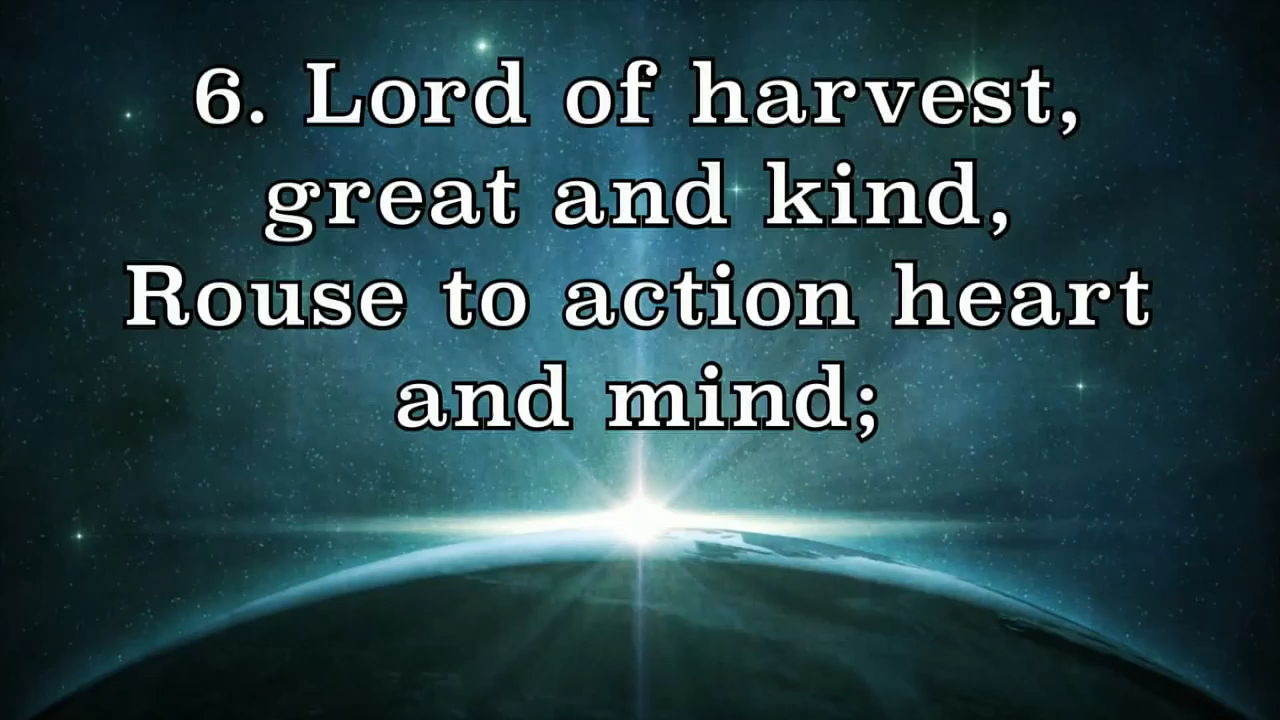 6. Lord of harvest,
great and kind,
Rouse to action heart
and mind;